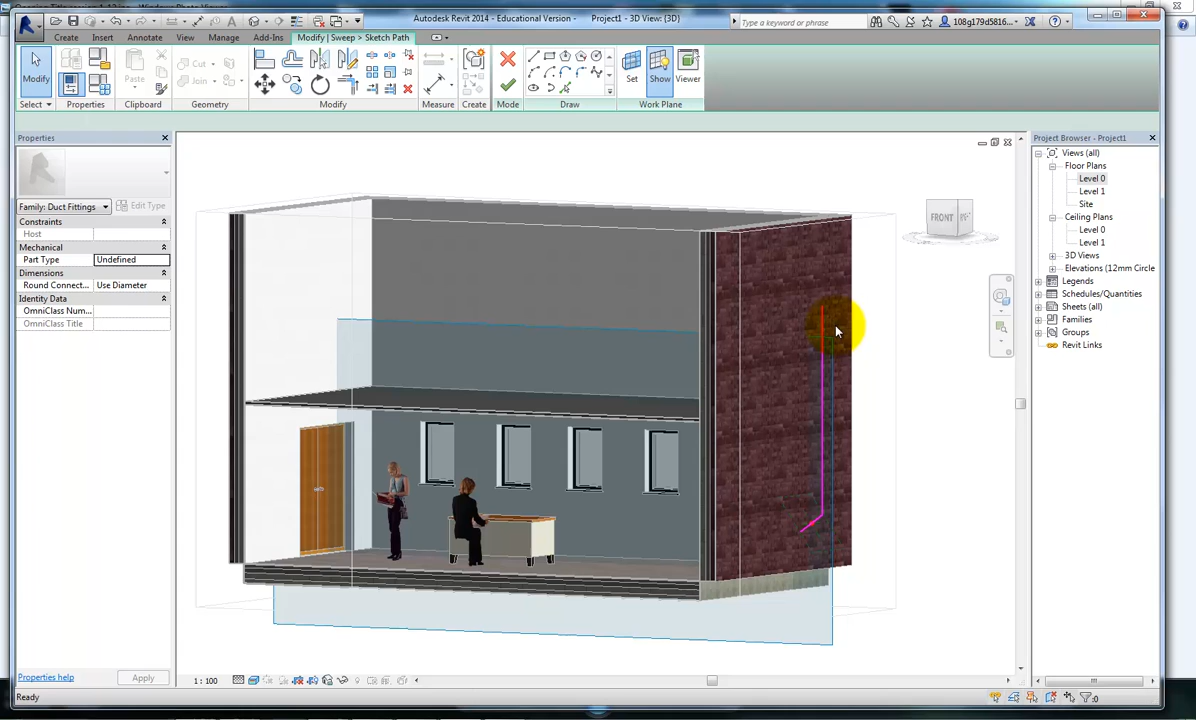 Autodesk Revit 2014 - Educational Version - Project1 - 3D View: {3D}
Type a keyword or phrase
108g179d5816...
Create Insert Annotate View Manage Add-Ins Modify | Sweep > Sketch Path
Modify
Paste
Cut
Join
Set Show Viewer
Select Properties Clipboard Geometry Modify Measure Create Mode Draw Work Plane
Properties
Family: Duct Fittings
Edit Type
Constraints
Host
Mechanical
Part Type Undefined
Dimensions
Round Connect... Use Diameter
Identity Data
OmniClass Num...
OmniClass Title
Properties help
Apply
FRONT
Project Browser - Project1
Views (all)
Floor Plans
Level 0
Level 1
Site
Ceiling Plans
Level 0
Level 1
3D Views
Elevations (12mm Circle
Legends
Schedules/Quantities
Sheets (all)
Families
Groups
Revit Links
1 : 100
Ready
:0